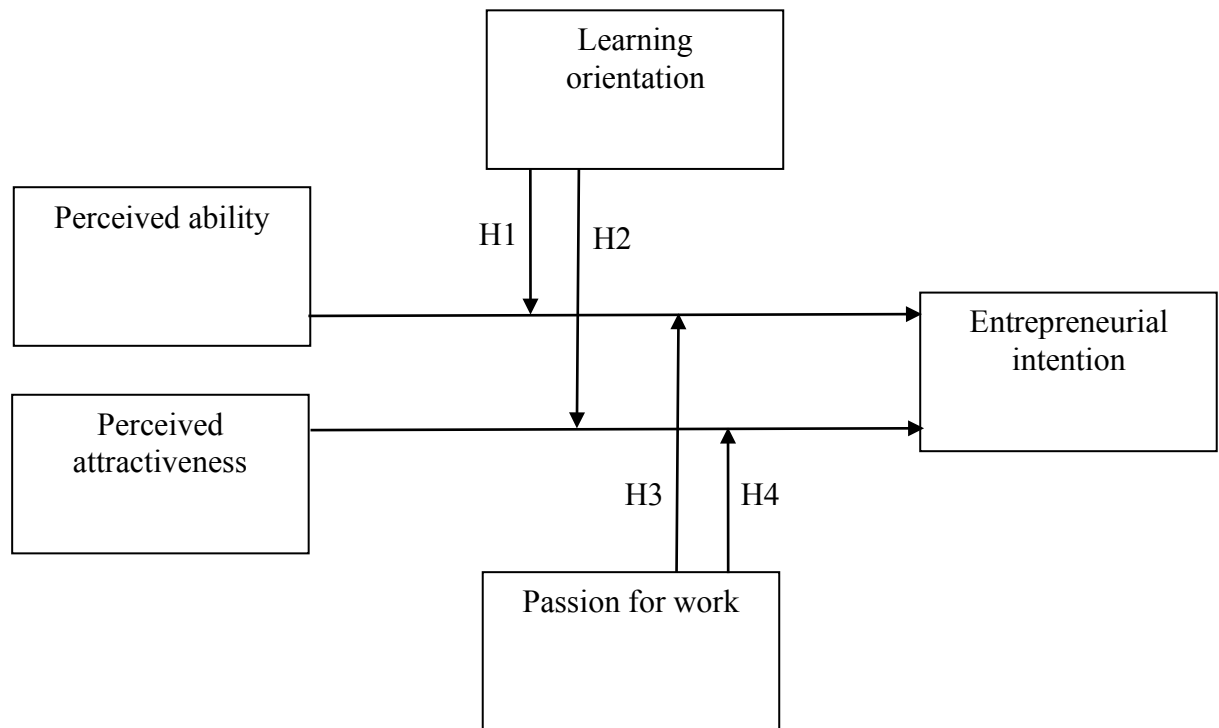 Learning
orientation
Perceived ability
H1
H2
Entrepreneurial
intention
Perceived
attractiveness
H3
H4
Passion for work